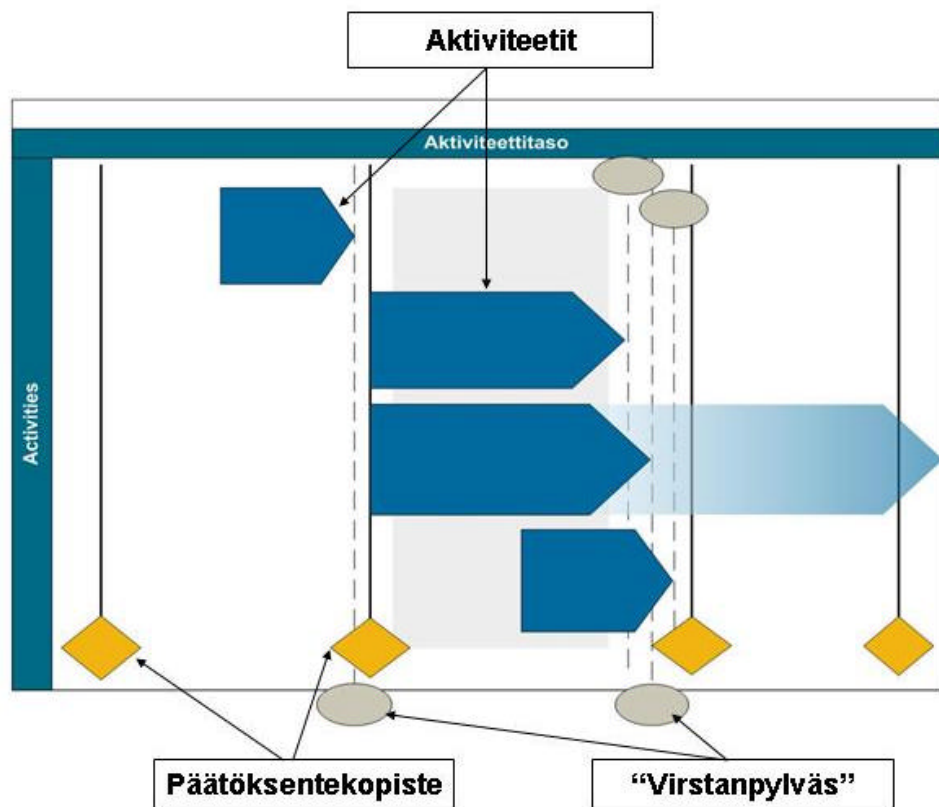 Aktiviteetit
Aktiviteettitaso
Activities
Päätöksentekopiste
“Virstanpylväs”